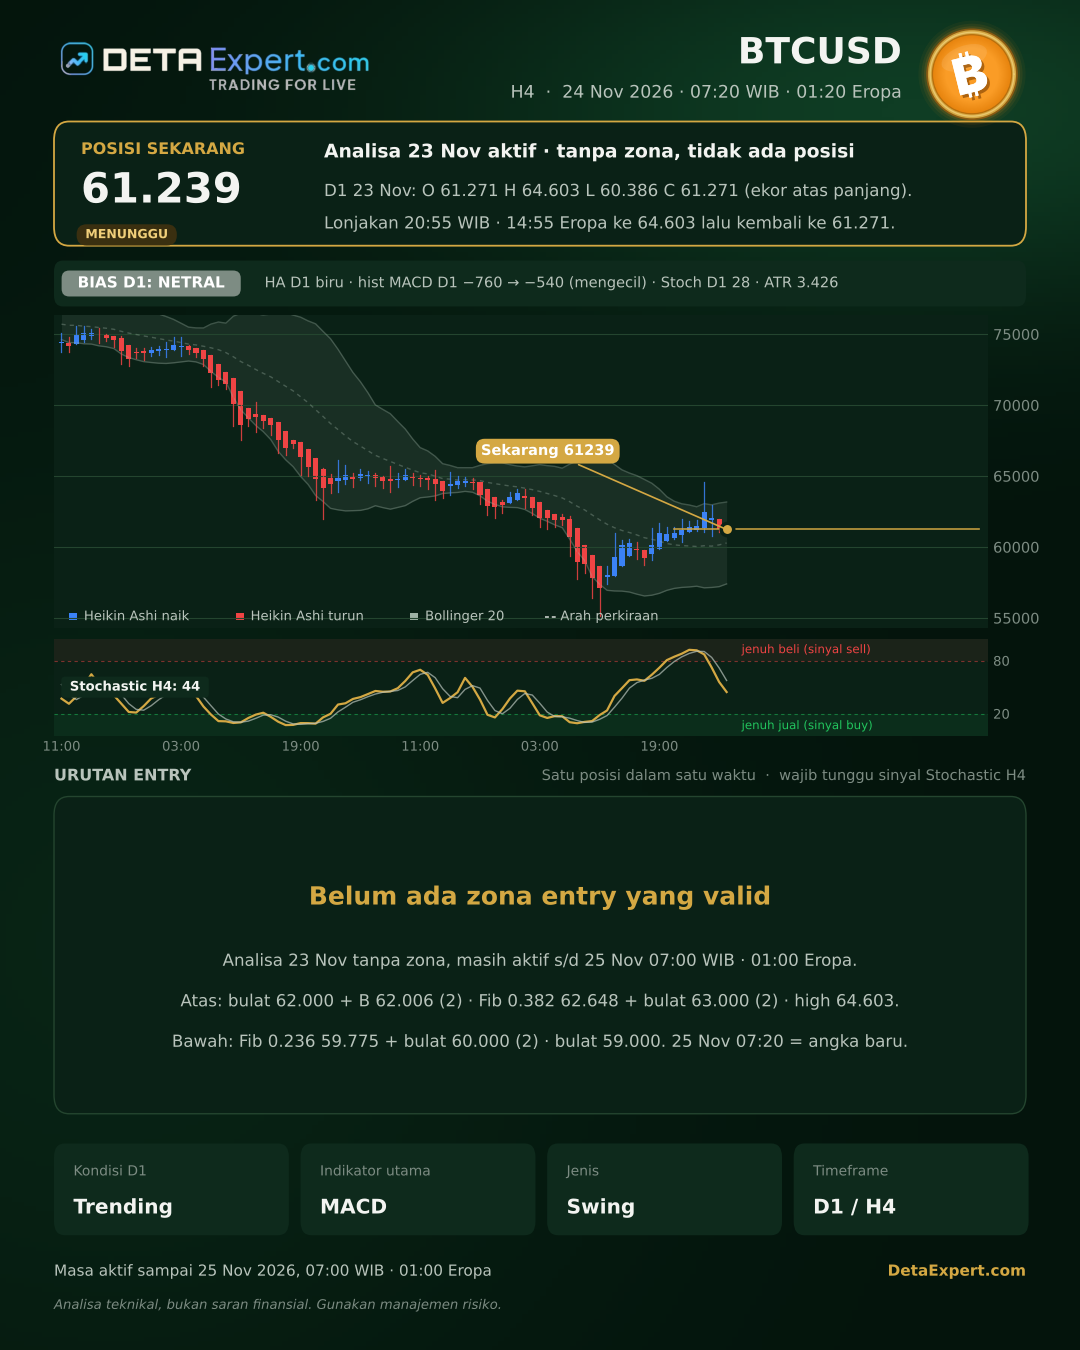 DETA Expert.com
TRADING FOR LIVE
BTCUSD
H4 · 24 Nov 2026 · 07:20 WIB · 01:20 Eropa
POSISI SEKARANG
61.239
MENUNGGU
Analisa 23 Nov aktif · tanpa zona, tidak ada posisi
D1 23 Nov: O 61.271 H 64.603 L 60.386 C 61.271 (ekor atas panjang).
Lonjakan 20:55 WIB · 14:55 Eropa ke 64.603 lalu kembali ke 61.271.
BIAS D1: NETRAL
HA D1 biru · hist MACD D1 −760 → −540 (mengecil) · Stoch D1 28 · ATR 3.426
75000
70000
65000
60000
55000
Sekarang 61239
Heikin Ashi naik
Heikin Ashi turun
Bollinger 20
Arah perkiraan
jenuh beli (sinyal sell)
80
Stochastic H4: 44
20
jenuh jual (sinyal buy)
11:00 03:00 19:00 11:00 03:00 19:00
URUTAN ENTRY
Satu posisi dalam satu waktu · wajib tunggu sinyal Stochastic H4
Belum ada zona entry yang valid
Analisa 23 Nov tanpa zona, masih aktif s/d 25 Nov 07:00 WIB · 01:00 Eropa.
Atas: bulat 62.000 + B 62.006 (2) · Fib 0.382 62.648 + bulat 63.000 (2) · high 64.603.
Bawah: Fib 0.236 59.775 + bulat 60.000 (2) · bulat 59.000. 25 Nov 07:20 = angka baru.
Kondisi D1
Trending
Indikator utama
MACD
Jenis
Swing
Timeframe
D1 / H4
Masa aktif sampai 25 Nov 2026, 07:00 WIB · 01:00 Eropa
DetaExpert.com
Analisa teknikal, bukan saran finansial. Gunakan manajemen risiko.